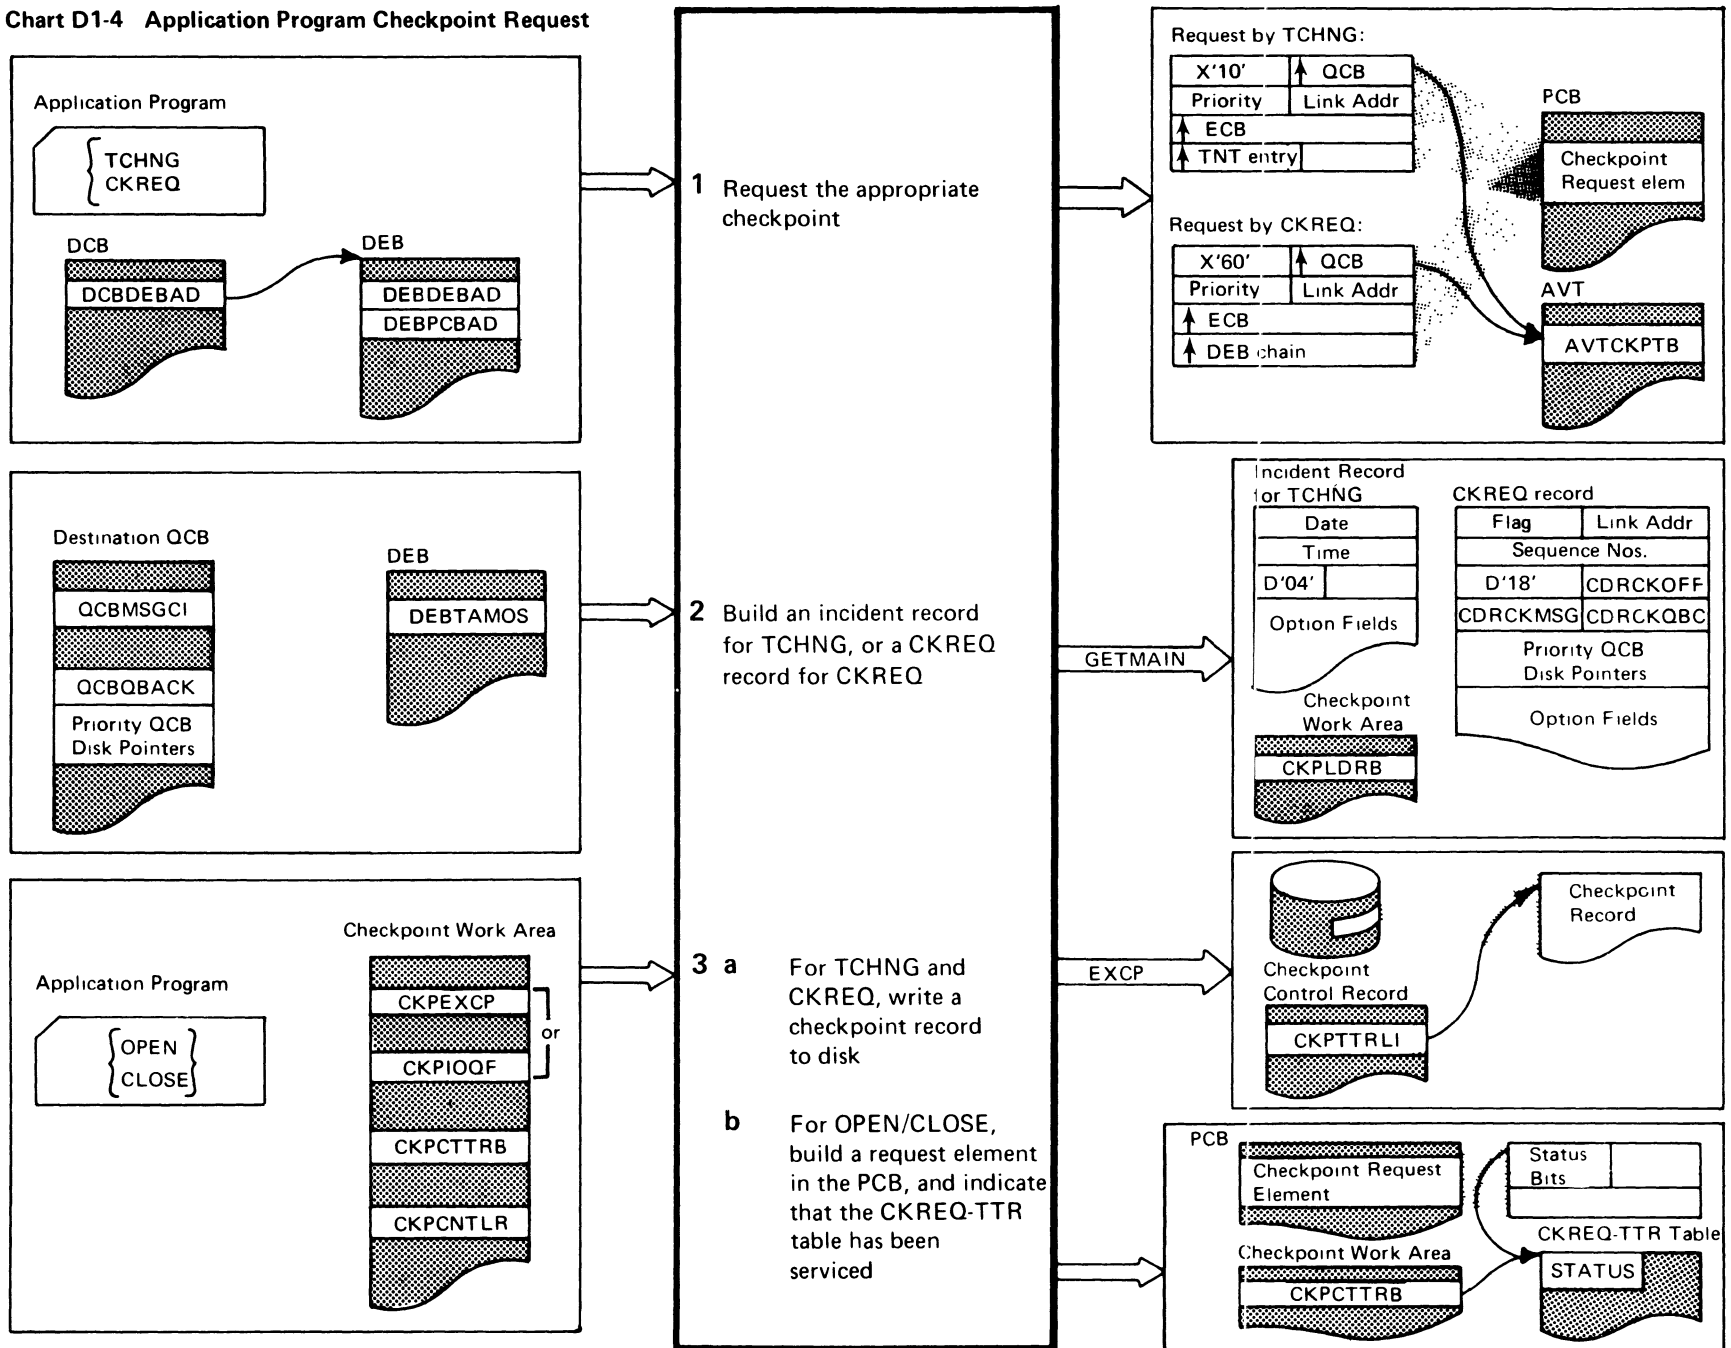 Chart D1-4 Application Program Checkpoint Request
Application Program
TCHNG
CKREQ
DCB
DCBDEBAD
DEB
DEBDEBAD
DEBPCBAD
1 Request the appropriate
checkpoint
Request by TCHNG:
X'10' QCB
Priority Link Addr
ECB
TNT entry
Request by CKREQ:
X'60' QCB
Priority Link Addr
ECB
DEB chain
PCB
Checkpoint
Request elem
AVT
AVTCKPTB
Destination QCB
QCBMSGCI
QCBQBACK
Priority QCB
Disk Pointers
DEB
DEBTAMOS
2 Build an incident record
for TCHNG, or a CKREQ
record for CKREQ
GETMAIN
Incident Record
for TCHNG
Date
Time
D'04'
Option Fields
Checkpoint
Work Area
CKPLDRB
CKREQ record
Flag Link Addr
Sequence Nos.
D'18' CDRCKOFF
CDRCKMSG CDRCKQBC
Priority QCB
Disk Pointers
Option Fields
Application Program
OPEN
CLOSE
Checkpoint Work Area
CKPEXCP
or
CKPIOQF
CKPCTTRB
CKPCNTLR
3 a For TCHNG and
CKREQ, write a
checkpoint record
to disk
EXCP
Checkpoint
Control Record
CKPTTRLI
Checkpoint
Record
b For OPEN/CLOSE,
build a request element
in the PCB, and indicate
that the CKREQ-TTR
table has been
serviced
PCB
Checkpoint Request
Element
Checkpoint Work Area
CKPCTTRB
Status
Bits
CKREQ-TTR Table
STATUS